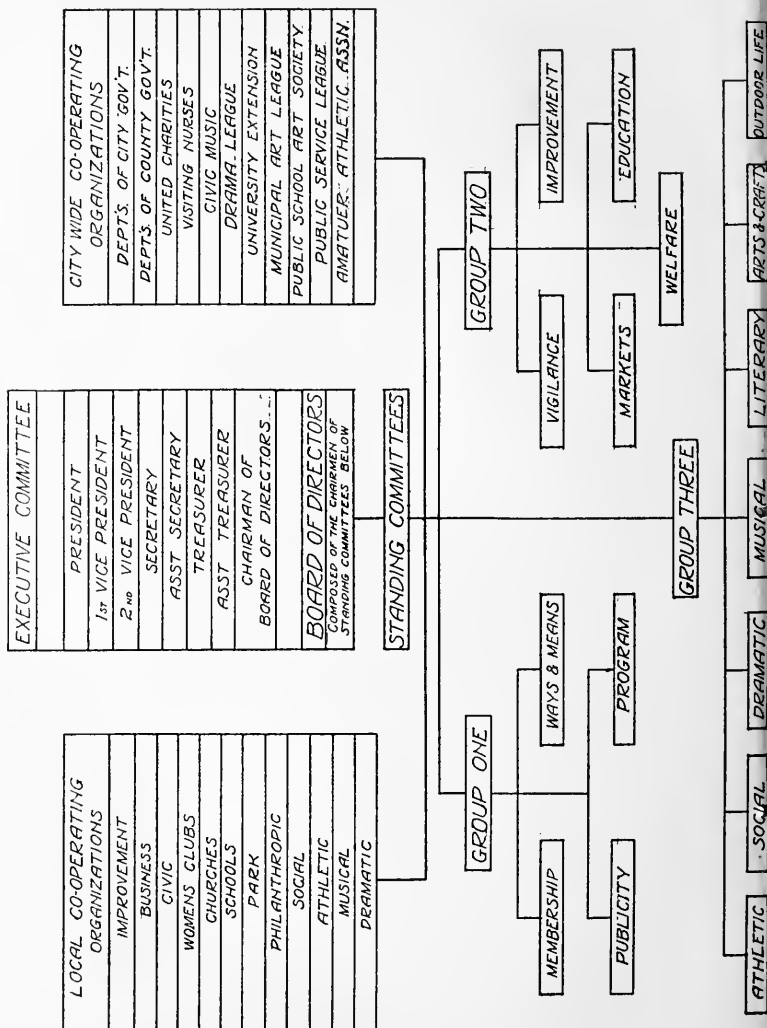 LOCAL CO-OPERATING
ORGANIZATIONS
IMPROVEMENT
BUSINESS
CIVIC
WOMENS CLUBS
CHURCHES
SCHOOLS
PARK
PHILANTHROPIC
SOCIAL
ATHLETIC
MUSICAL
DRAMATIC
EXECUTIVE COMMITTEE
PRESIDENT
1ST VICE PRESIDENT
2ND VICE PRESIDENT
SECRETARY
ASST SECRETARY
TREASURER
ASST TREASURER
CHAIRMAN OF
BOARD OF DIRECTORS
BOARD OF DIRECTORS
COMPOSED OF THE CHAIRMEN OF
STANDING COMMITTEES BELOW
CITY WIDE CO-OPERATING
ORGANIZATIONS
DEPTS. OF CITY GOV'T.
DEPTS. OF COUNTY GOV'T.
UNITED CHARITIES
VISITING NURSES
CIVIC MUSIC
DRAMA LEAGUE
UNIVERSITY EXTENSION
MUNICIPAL ART LEAGUE
PUBLIC SCHOOL ART SOCIETY
PUBLIC SERVICE LEAGUE
AMATUER ATHLETIC ASSN.
STANDING COMMITTEES
GROUP ONE
MEMBERSHIP
WAYS & MEANS
PUBLICITY
PROGRAM
GROUP TWO
VIGILANCE
IMPROVEMENT
MARKETS
EDUCATION
WELFARE
GROUP THREE
ATHLETIC
SOCIAL
DRAMATIC
MUSICAL
LITERARY
ARTS & CRAFTS
OUTDOOR LIFE